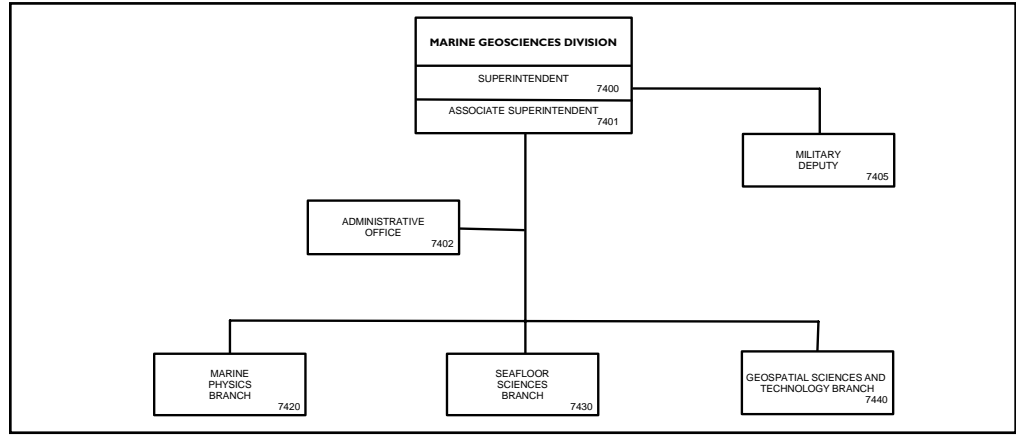 MARINE GEOSCIENCES DIVISION
SUPERINTENDENT
7400
ASSOCIATE SUPERINTENDENT
7401
MILITARY
DEPUTY
7405
ADMINISTRATIVE
OFFICE
7402
MARINE
PHYSICS
BRANCH
7420
SEAFLOOR
SCIENCES
BRANCH
7430
GEOSPATIAL SCIENCES AND
TECHNOLOGY BRANCH
7440